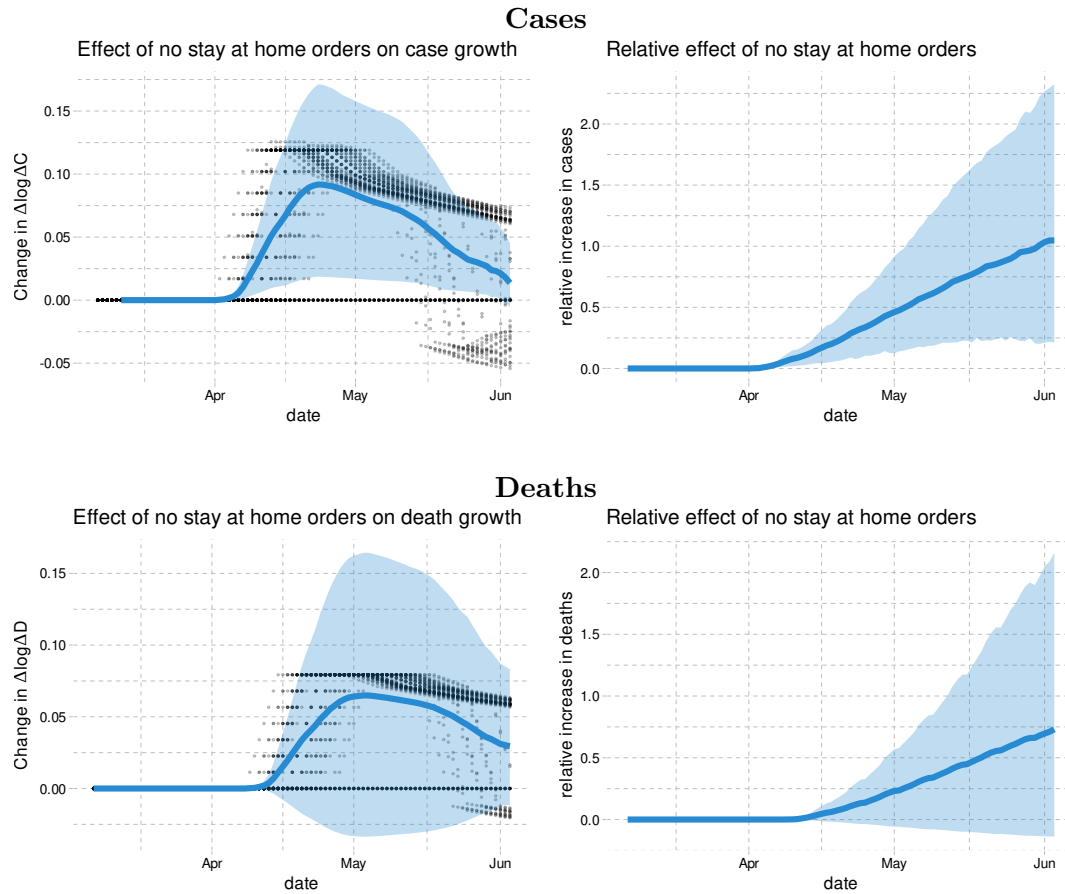 Cases
Effect of no stay at home orders on case growth
Change in ΔlogΔC
0.15
0.10
0.05
0.00
-0.05
Apr
May
Jun
date
Relative effect of no stay at home orders
relative increase in cases
2.0
1.5
1.0
0.5
0.0
Apr
May
Jun
date
Deaths
Effect of no stay at home orders on death growth
Change in ΔlogΔD
0.15
0.10
0.05
0.00
Apr
May
Jun
date
Relative effect of no stay at home orders
relative increase in deaths
2.0
1.5
1.0
0.5
0.0
Apr
May
Jun
date